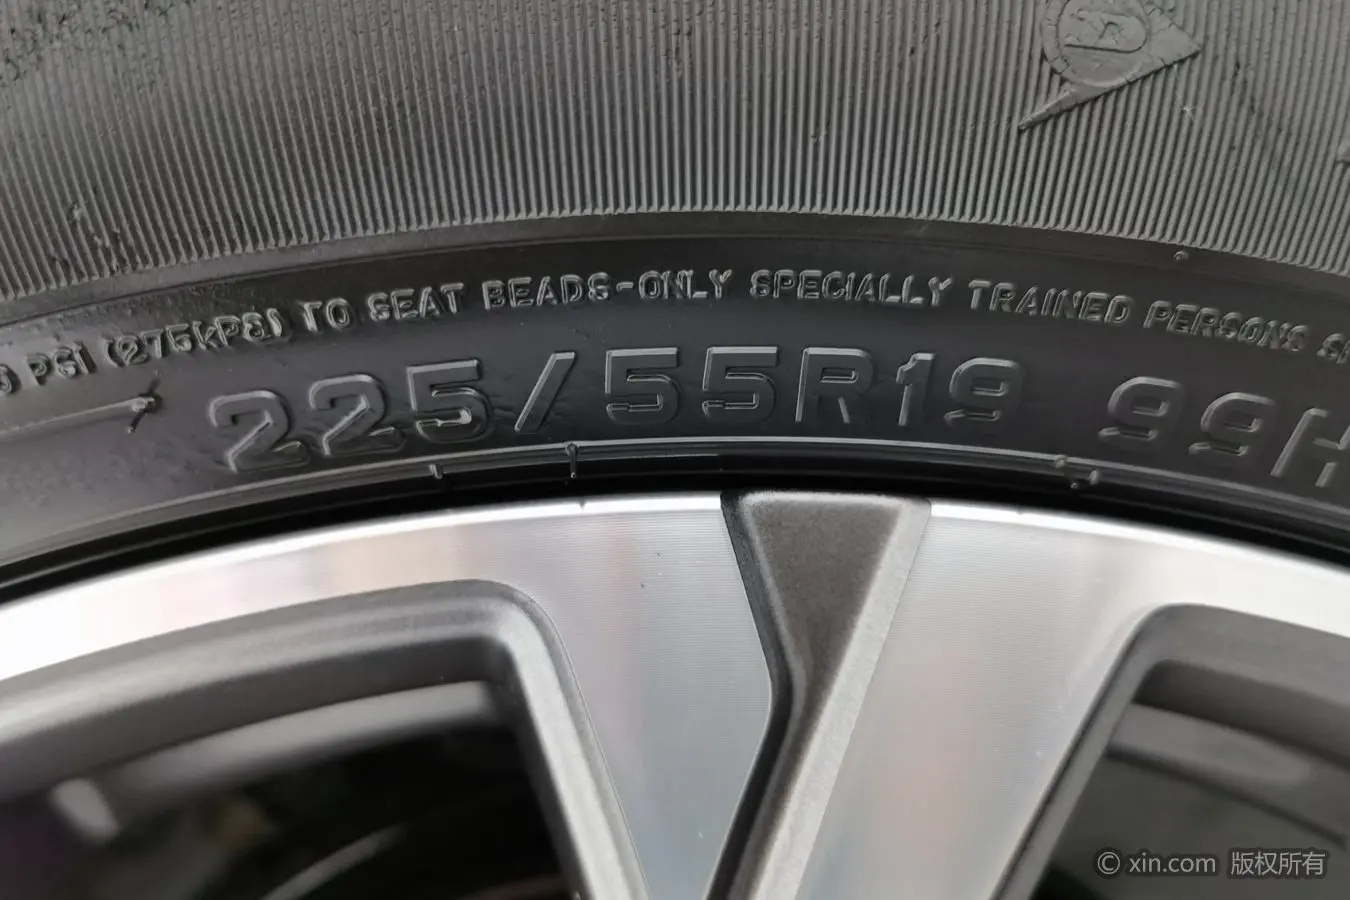 PSI (275kPa) TO SEAT BEADS-ONLY SPECIALLY TRAINED PERSONS
225/55R19 99H
© xin.com 版权所有